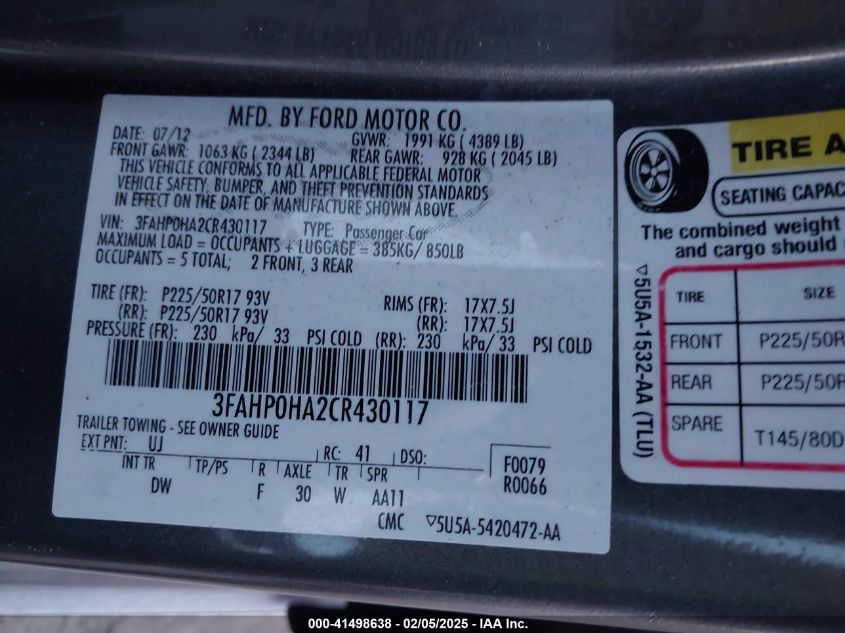 MFD. BY FORD MOTOR CO.
DATE: 07/12 GVWR: 1991 KG ( 4389 LB)
FRONT GAWR: 1063 KG ( 2344 LB) REAR GAWR: 928 KG ( 2045 LB)
THIS VEHICLE CONFORMS TO ALL APPLICABLE FEDERAL MOTOR
VEHICLE SAFETY, BUMPER, AND THEFT PREVENTION STANDARDS
IN EFFECT ON THE DATE OF MANUFACTURE SHOWN ABOVE.
VIN: 3FAHP0HA2CR430117 TYPE: Passenger Car
MAXIMUM LOAD = OCCUPANTS + LUGGAGE = 385KG/ 850LB
OCCUPANTS = 5 TOTAL; 2 FRONT, 3 REAR
TIRE (FR): P225/50R17 93V RIMS (FR): 17X7.5J
(RR): P225/50R17 93V (RR): 17X7.5J
PRESSURE (FR): 230 kPa/ 33 PSI COLD (RR): 230 kPa/ 33 PSI COLD
3FAHP0HA2CR430117
TRAILER TOWING - SEE OWNER GUIDE
EXT PNT: UJ RC: 41 DSO:
F0079
R0066
INT TR TP/PS R AXLE TR SPR
DW F 30 W AA11
CMC ▽5U5A-5420472-AA
TIRE A
SEATING CAPAC
The combined weight
and cargo should
TIRE SIZE
FRONT P225/50R
REAR P225/50R
SPARE T145/80D
▽5U5A-1532-AA (TLU)
000-41498638 - 02/05/2025 - IAA Inc.